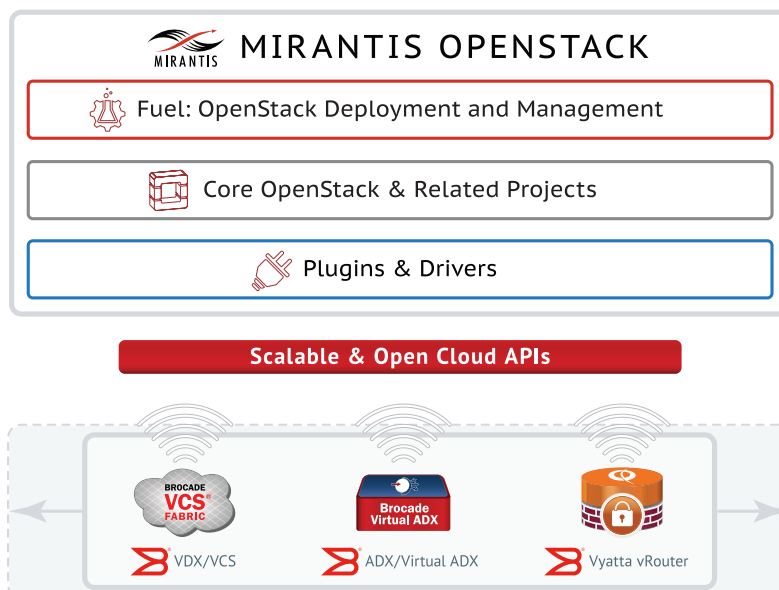 MIRANTIS
MIRANTIS OPENSTACK
Fuel: OpenStack Deployment and Management
Core OpenStack & Related Projects
Plugins & Drivers
Scalable & Open Cloud APIs
BROCADE
VCS®
FABRIC
Brocade
Virtual ADX
VDX/VCS
ADX/Virtual ADX
Vyatta vRouter